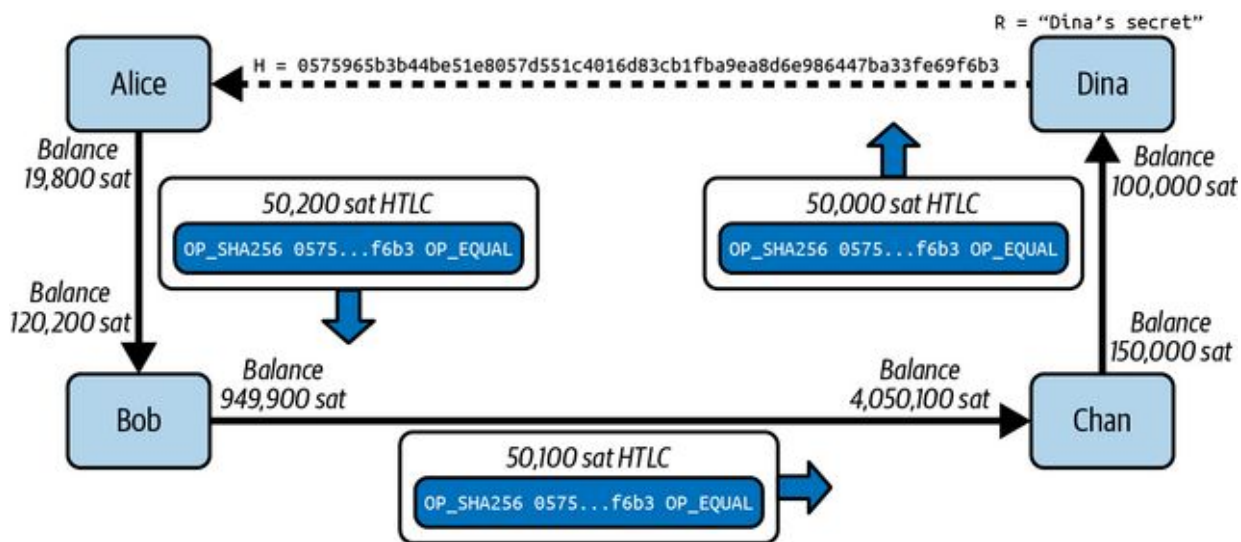 R = “Dina’s secret”
Alice
H = 0575965b3b44be51e8057d551c4016d83cb1fba9ea8d6e986447ba33fe69f6b3
Dina
Balance
19,800 sat
50,200 sat HTLC
OP_SHA256 0575...f6b3 OP_EQUAL
50,000 sat HTLC
OP_SHA256 0575...f6b3 OP_EQUAL
Balance
100,000 sat
Balance
120,200 sat
Balance
150,000 sat
Bob
Balance
949,900 sat
Balance
4,050,100 sat
Chan
50,100 sat HTLC
OP_SHA256 0575...f6b3 OP_EQUAL